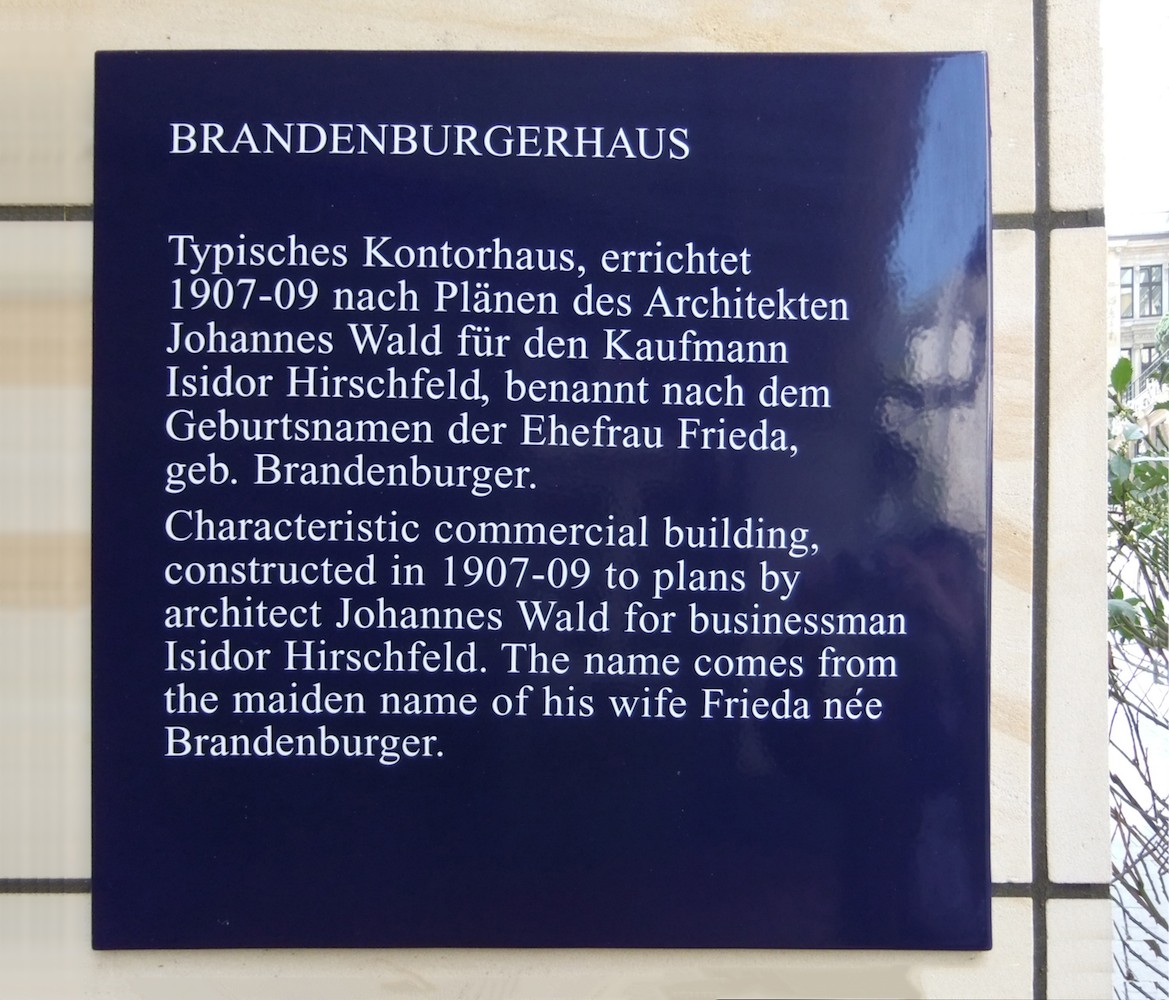 BRANDENBURGERHAUS
Typisches Kontorhaus, errichtet
1907-09 nach Plänen des Architekten
Johannes Wald für den Kaufmann
Isidor Hirschfeld, benannt nach dem
Geburtsnamen der Ehefrau Frieda,
geb. Brandenburger.
Characteristic commercial building,
constructed in 1907-09 to plans by
architect Johannes Wald for businessman
Isidor Hirschfeld. The name comes from
the maiden name of his wife Frieda née
Brandenburger.